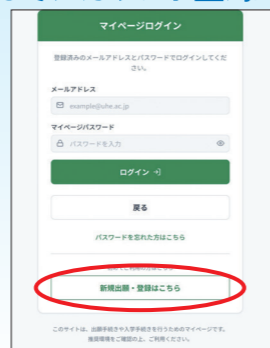 マイページログイン
登録済みのメールアドレスとパスワードでログインしてくだ
さい。
メールアドレス
example@uhe.ac.jp
マイページパスワード
パスワードを入力
ログイン
戻る
パスワードを忘れた方はこちら
新規出願・登録はこちら
このサイトは、出願手続きや入学手続きを行うためのマイページです。
推奨環境をご確認の上、ご利用ください。